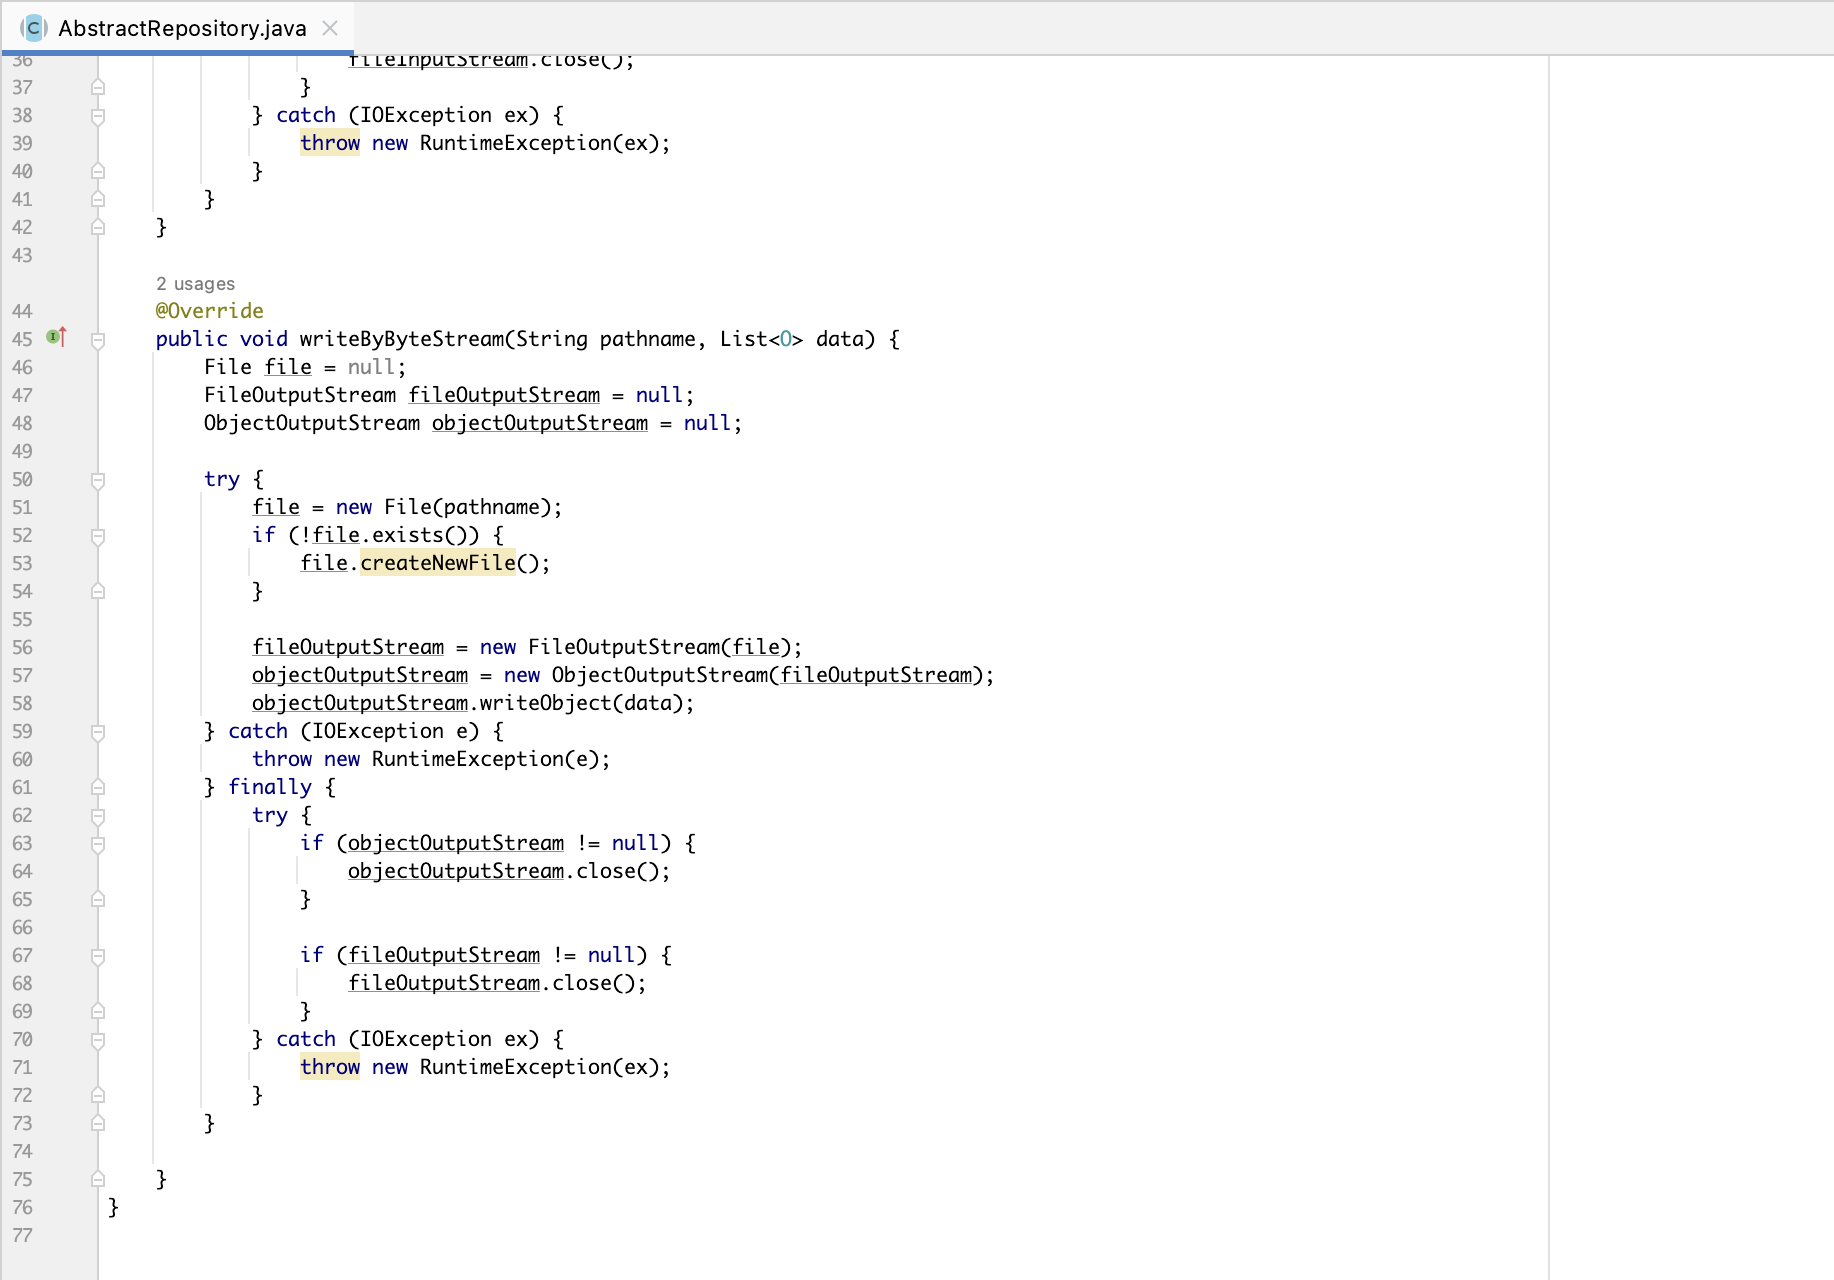 AbstractRepository.java
36 fileInputStream.close();
37 }
38 } catch (IOException ex) {
39 throw new RuntimeException(ex);
40 }
41 }
42 }
43
2 usages
44 @Override
45 public void writeByByteStream(String pathname, List<O> data) {
46 File file = null;
47 FileOutputStream fileOutputStream = null;
48 ObjectOutputStream objectOutputStream = null;
49
50 try {
51 file = new File(pathname);
52 if (!file.exists()) {
53 file.createNewFile();
54 }
55
56 fileOutputStream = new FileOutputStream(file);
57 objectOutputStream = new ObjectOutputStream(fileOutputStream);
58 objectOutputStream.writeObject(data);
59 } catch (IOException e) {
60 throw new RuntimeException(e);
61 } finally {
62 try {
63 if (objectOutputStream != null) {
64 objectOutputStream.close();
65 }
66
67 if (fileOutputStream != null) {
68 fileOutputStream.close();
69 }
70 } catch (IOException ex) {
71 throw new RuntimeException(ex);
72 }
73 }
74
75 }
76 }
77